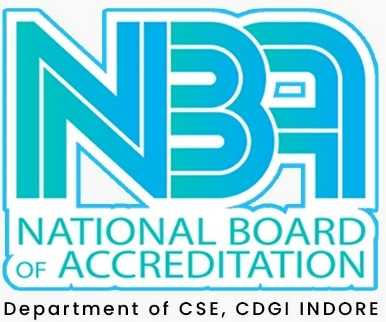 NBA
NATIONAL BOARD
OF ACCREDITATION
Department of CSE, CDGI INDORE